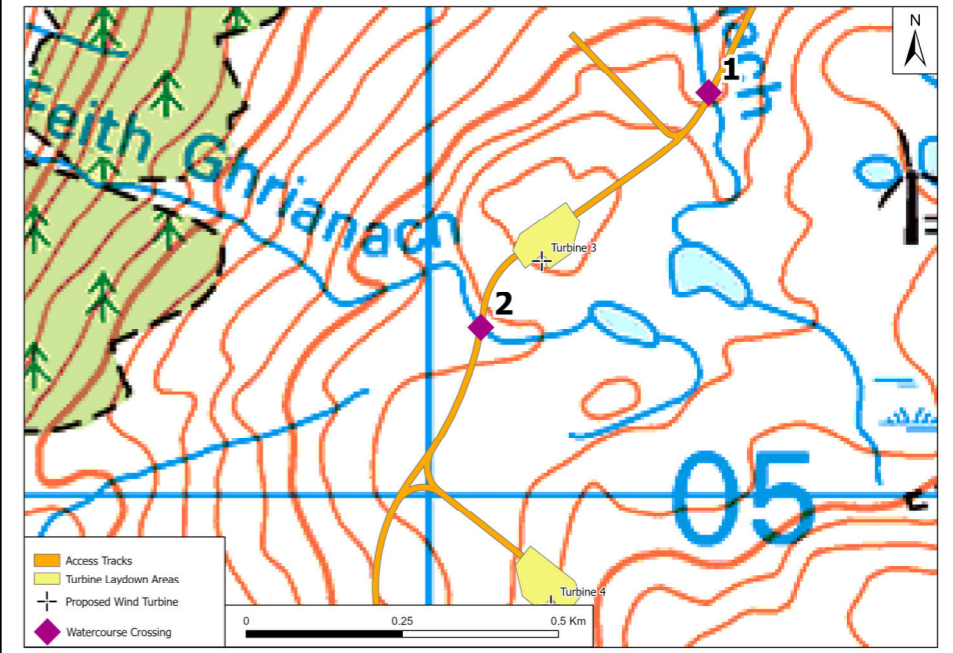 N
1
Feith Ghrianach
Turbine 3
2
05
Turbine 4
Access Tracks
Turbine Laydown Areas
Proposed Wind Turbine
Watercourse Crossing
0 0.25 0.5 Km